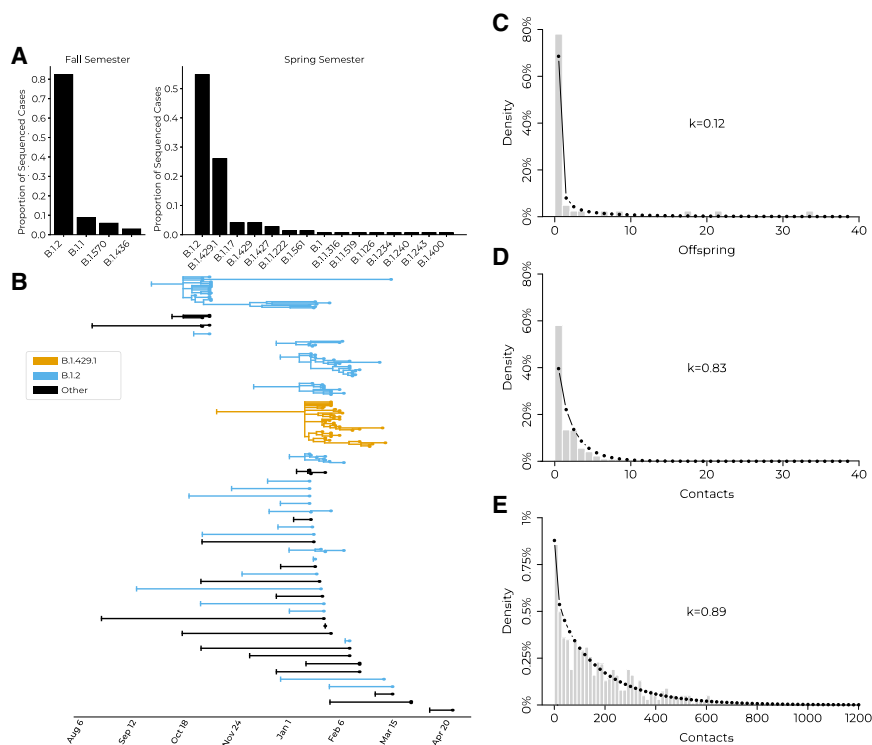 A
Fall Semester
Spring Semester
Proportion of Sequenced Cases
0.8
0.7
0.6
0.5
0.4
0.3
0.2
0.1
0.0
B.1.2
B.1.1
B.1.570
B.1.436
Proportion of Sequenced Cases
0.6
0.5
0.4
0.3
0.2
0.1
0.0
B.1.2
B.1.429.1
B.1.1.7
B.1.429
B.1.427
B.1.1.222
B.1.561
B.1
B.1.1.316
B.1.1.519
B.1.126
B.1.234
B.1.240
B.1.243
B.1.400
B
B.1.429.1
B.1.2
Other
Aug 6
Sep 12
Oct 18
Nov 24
Jan 1
Feb 6
Mar 15
Apr 20
C
Density
80%
60%
40%
20%
0%
k=0.12
0
10
20
30
40
Offspring
D
Density
80%
60%
40%
20%
0%
k=0.83
0
10
20
30
40
Contacts
E
Density
1%
0.75%
0.5%
0.25%
0%
k=0.89
0
200
400
600
800
1000
1200
Contacts